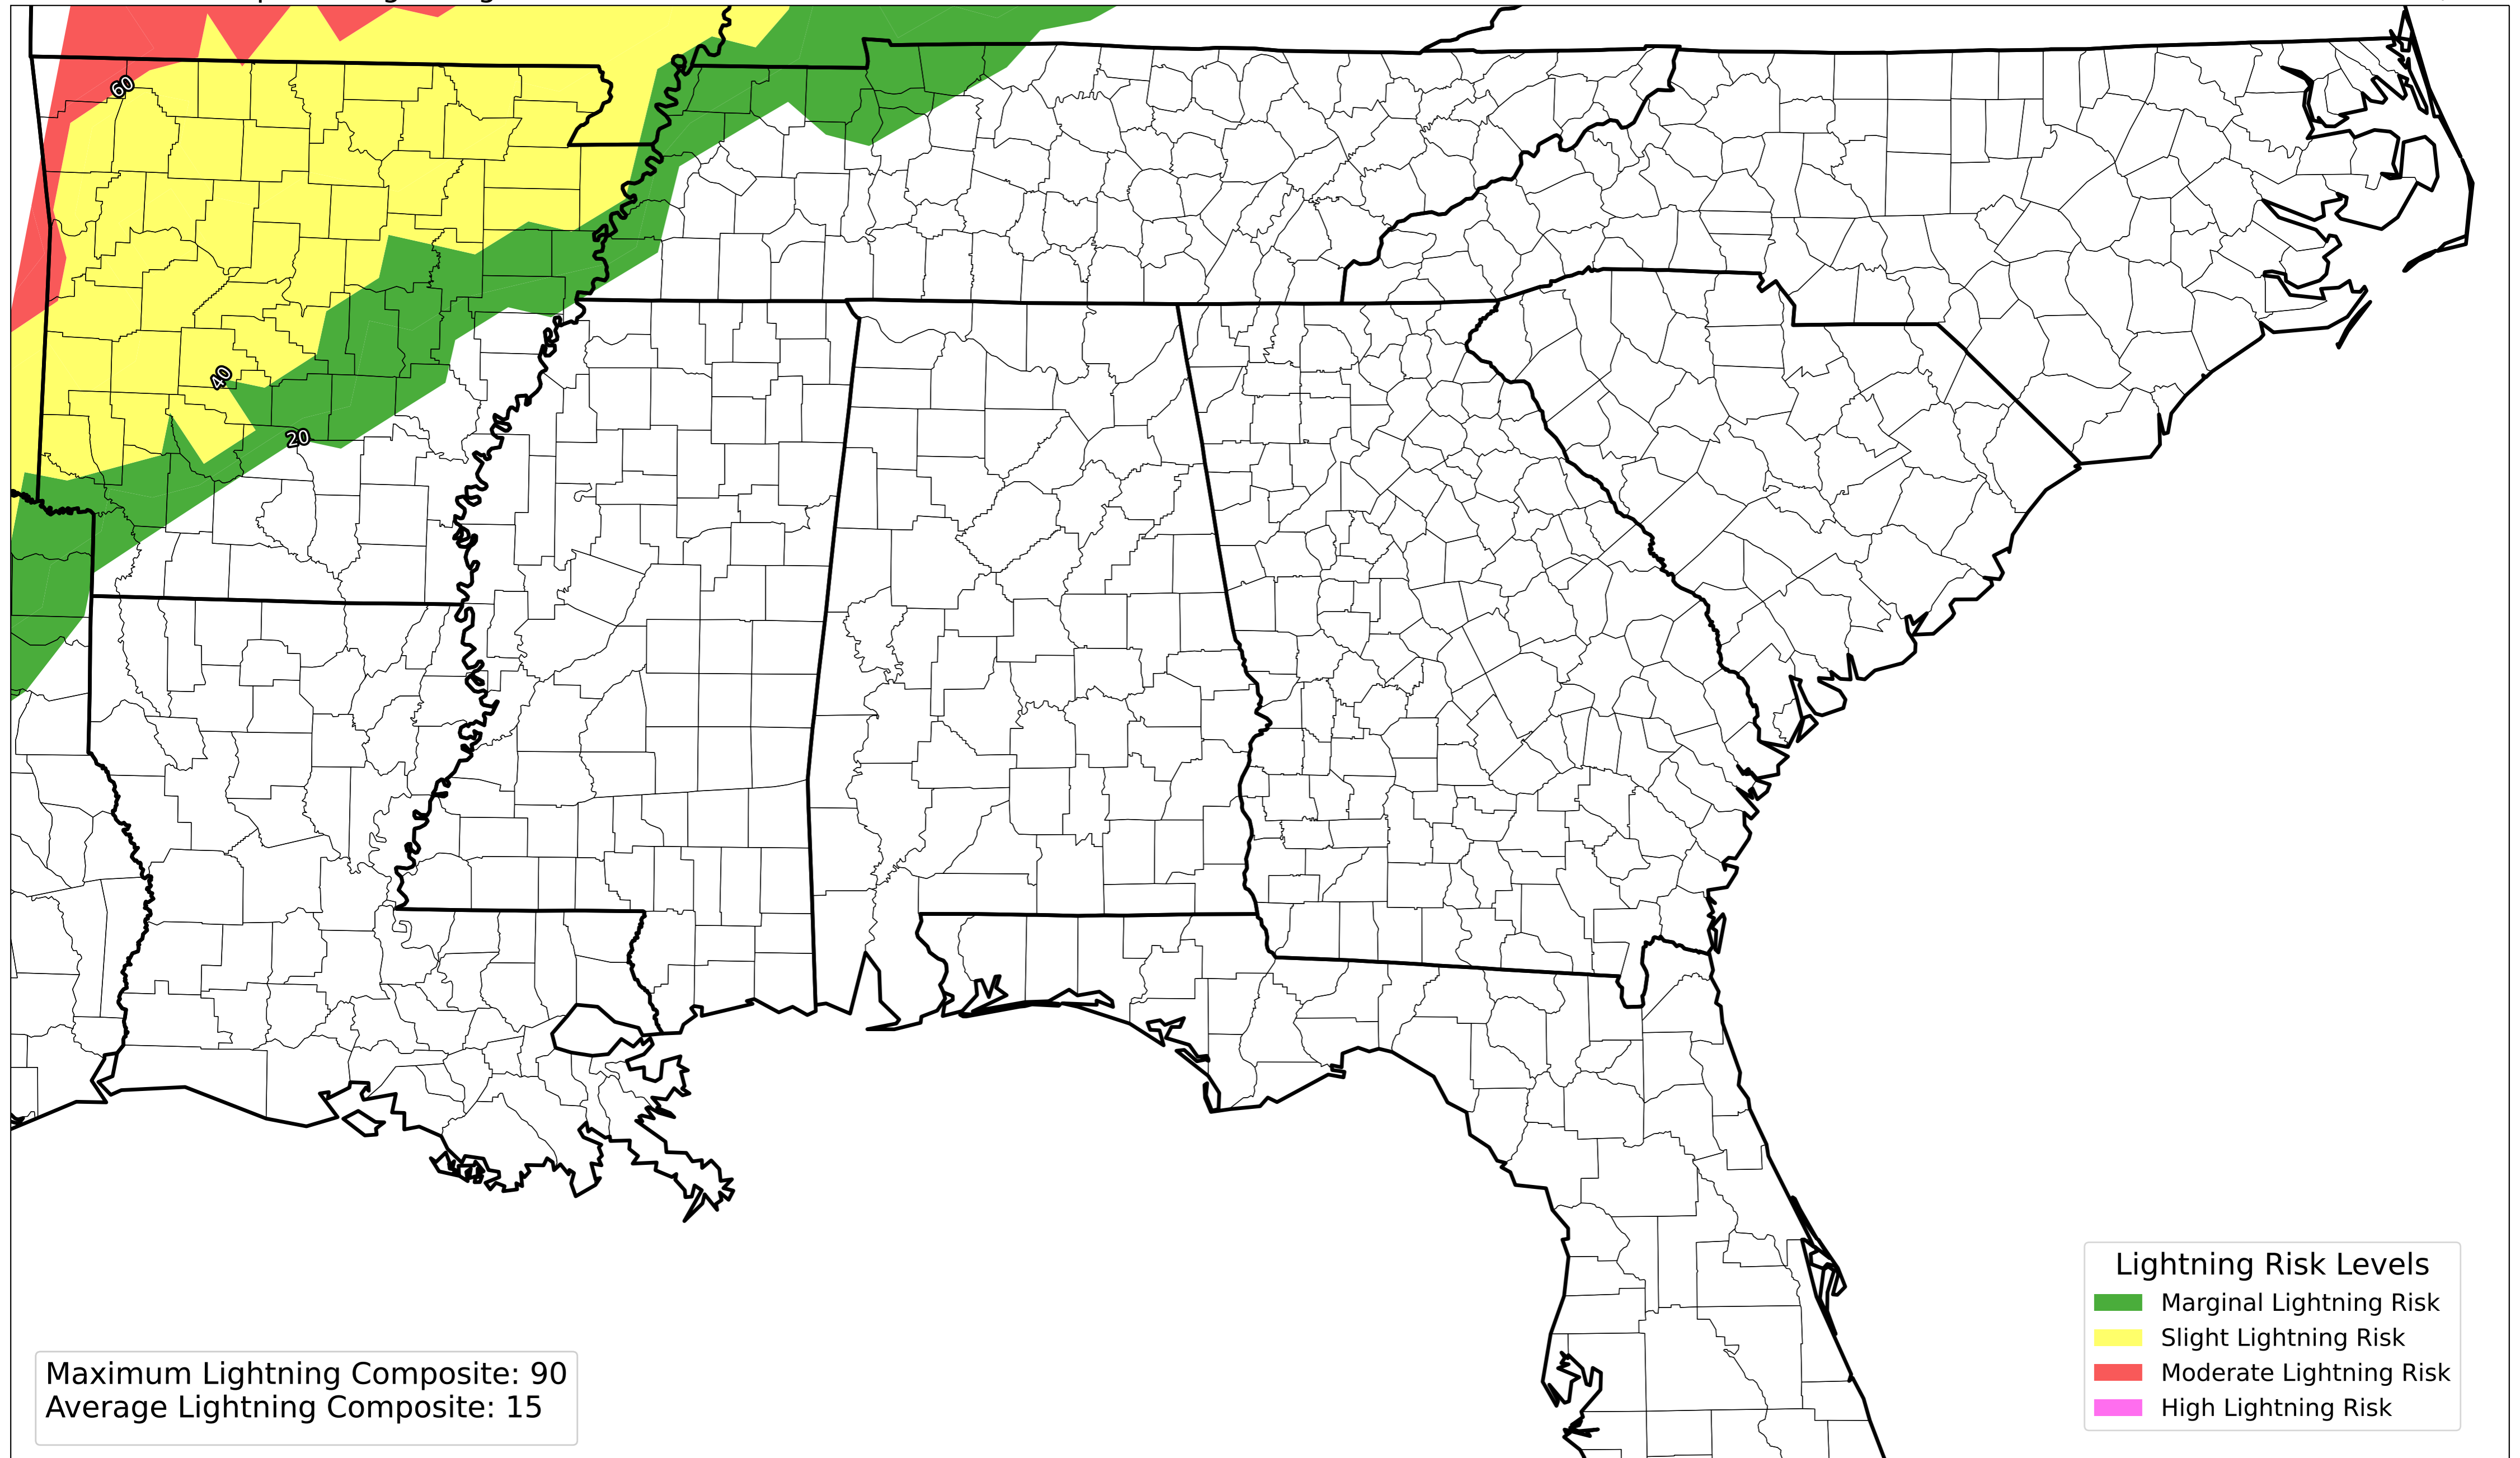 60
40
20
Lightning Risk Levels
Marginal Lightning Risk
Slight Lightning Risk
Moderate Lightning Risk
High Lightning Risk
Maximum Lightning Composite: 90
Average Lightning Composite: 15